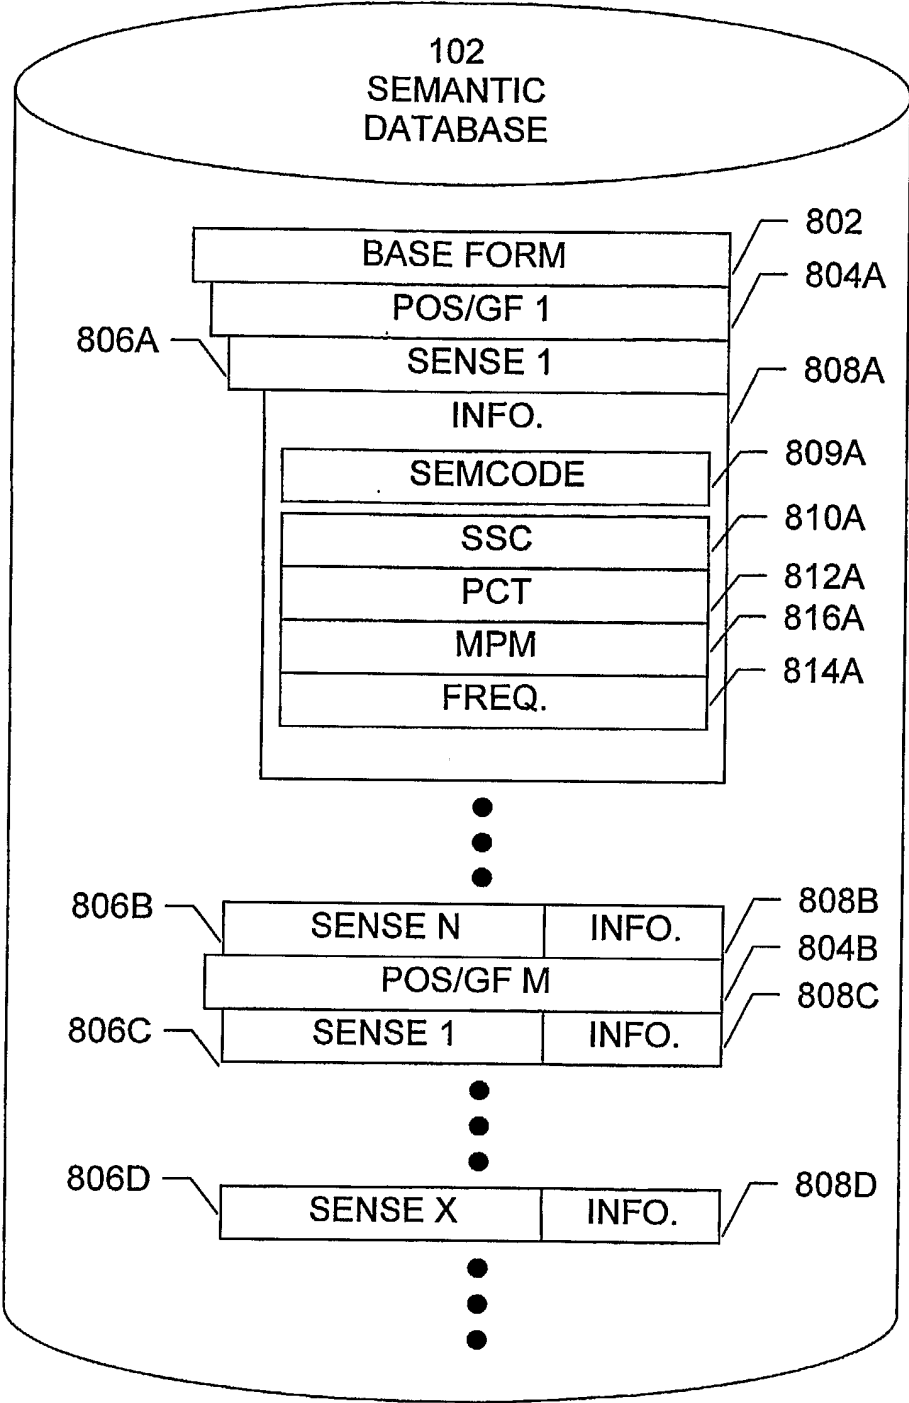 102
SEMANTIC
DATABASE
BASE FORM
802
POS/GF 1
804A
806A
SENSE 1
INFO.
808A
SEMCODE
809A
SSC
810A
PCT
812A
MPM
816A
FREQ.
814A
806B
SENSE N
INFO.
808B
POS/GF M
804B
806C
SENSE 1
INFO.
808C
806D
SENSE X
INFO.
808D